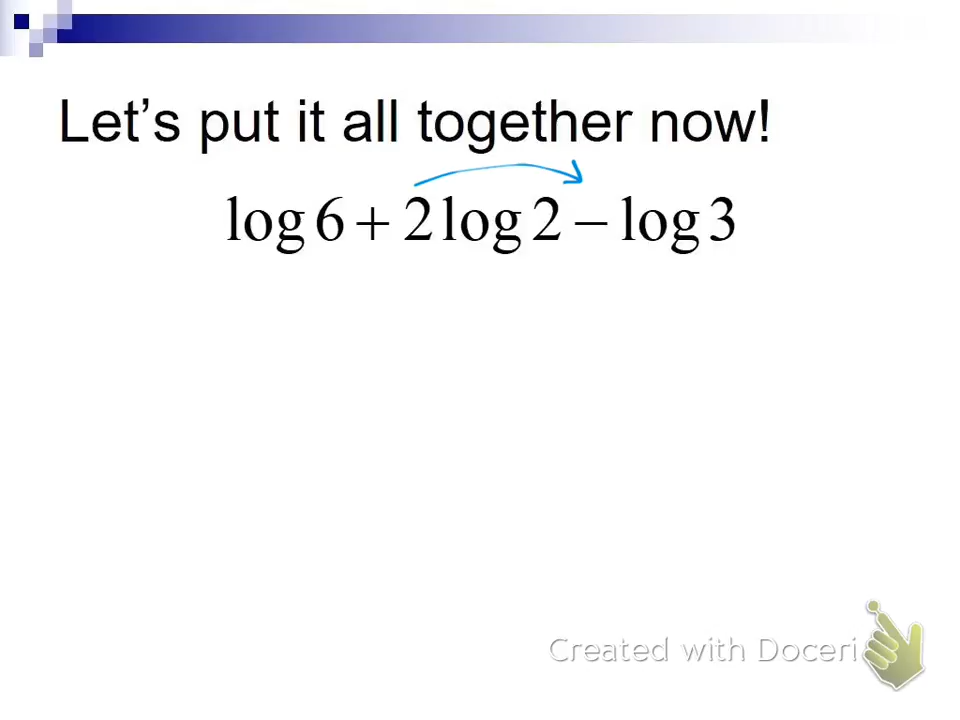 Let’s put it all together now!
log 6 + 2 log 2 − log 3
Created with Doceri